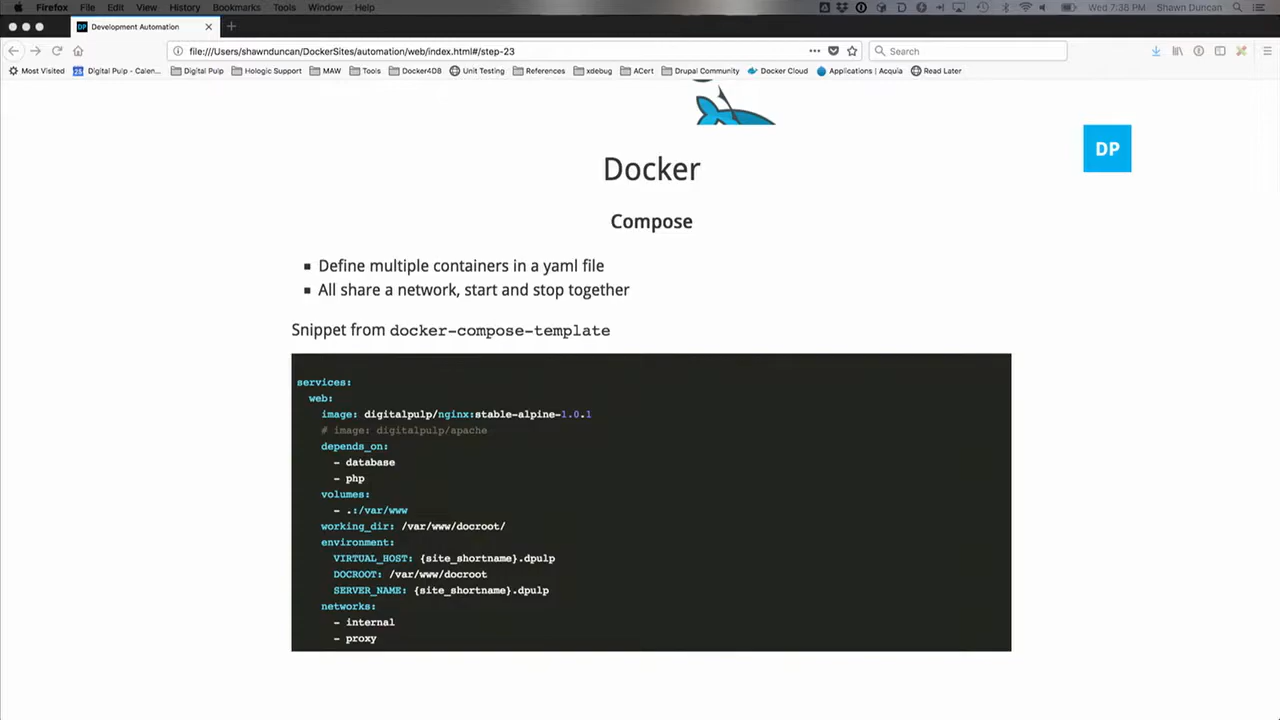 Firefox File Edit View History Bookmarks Tools Window Help Wed 7:38 PM Shawn Duncan
DP Development Automation
file:///Users/shawnduncan/DockerSites/automation/web/index.html#/step-23 Search
Most Visited 25 Digital Pulp - Calen... Digital Pulp Hologic Support MAW Tools Docker4DB Unit Testing References xdebug ACert Drupal Community Docker Cloud Applications | Acquia Read Later
DP
Docker
Compose
▪ Define multiple containers in a yaml file
▪ All share a network, start and stop together
Snippet from docker-compose-template
services:
web:
image: digitalpulp/nginx:stable-alpine-1.0.1
# image: digitalpulp/apache
depends_on:
- database
- php
volumes:
- .:/var/www
working_dir: /var/www/docroot/
environment:
VIRTUAL_HOST: {site_shortname}.dpulp
DOCROOT: /var/www/docroot
SERVER_NAME: {site_shortname}.dpulp
networks:
- internal
- proxy